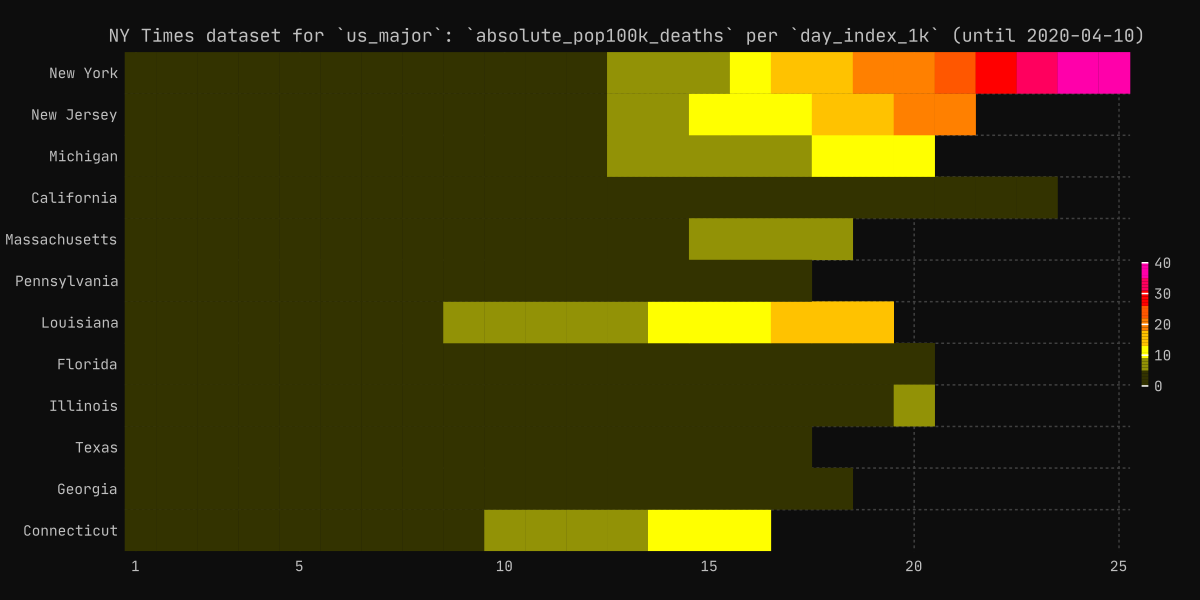 NY Times dataset for `us_major`: `absolute_pop100k_deaths` per `day_index_1k` (until 2020-04-10)
New York
New Jersey
Michigan
California
Massachusetts
Pennsylvania
Louisiana
Florida
Illinois
Texas
Georgia
Connecticut
40
30
20
10
0
1 5 10 15 20 25